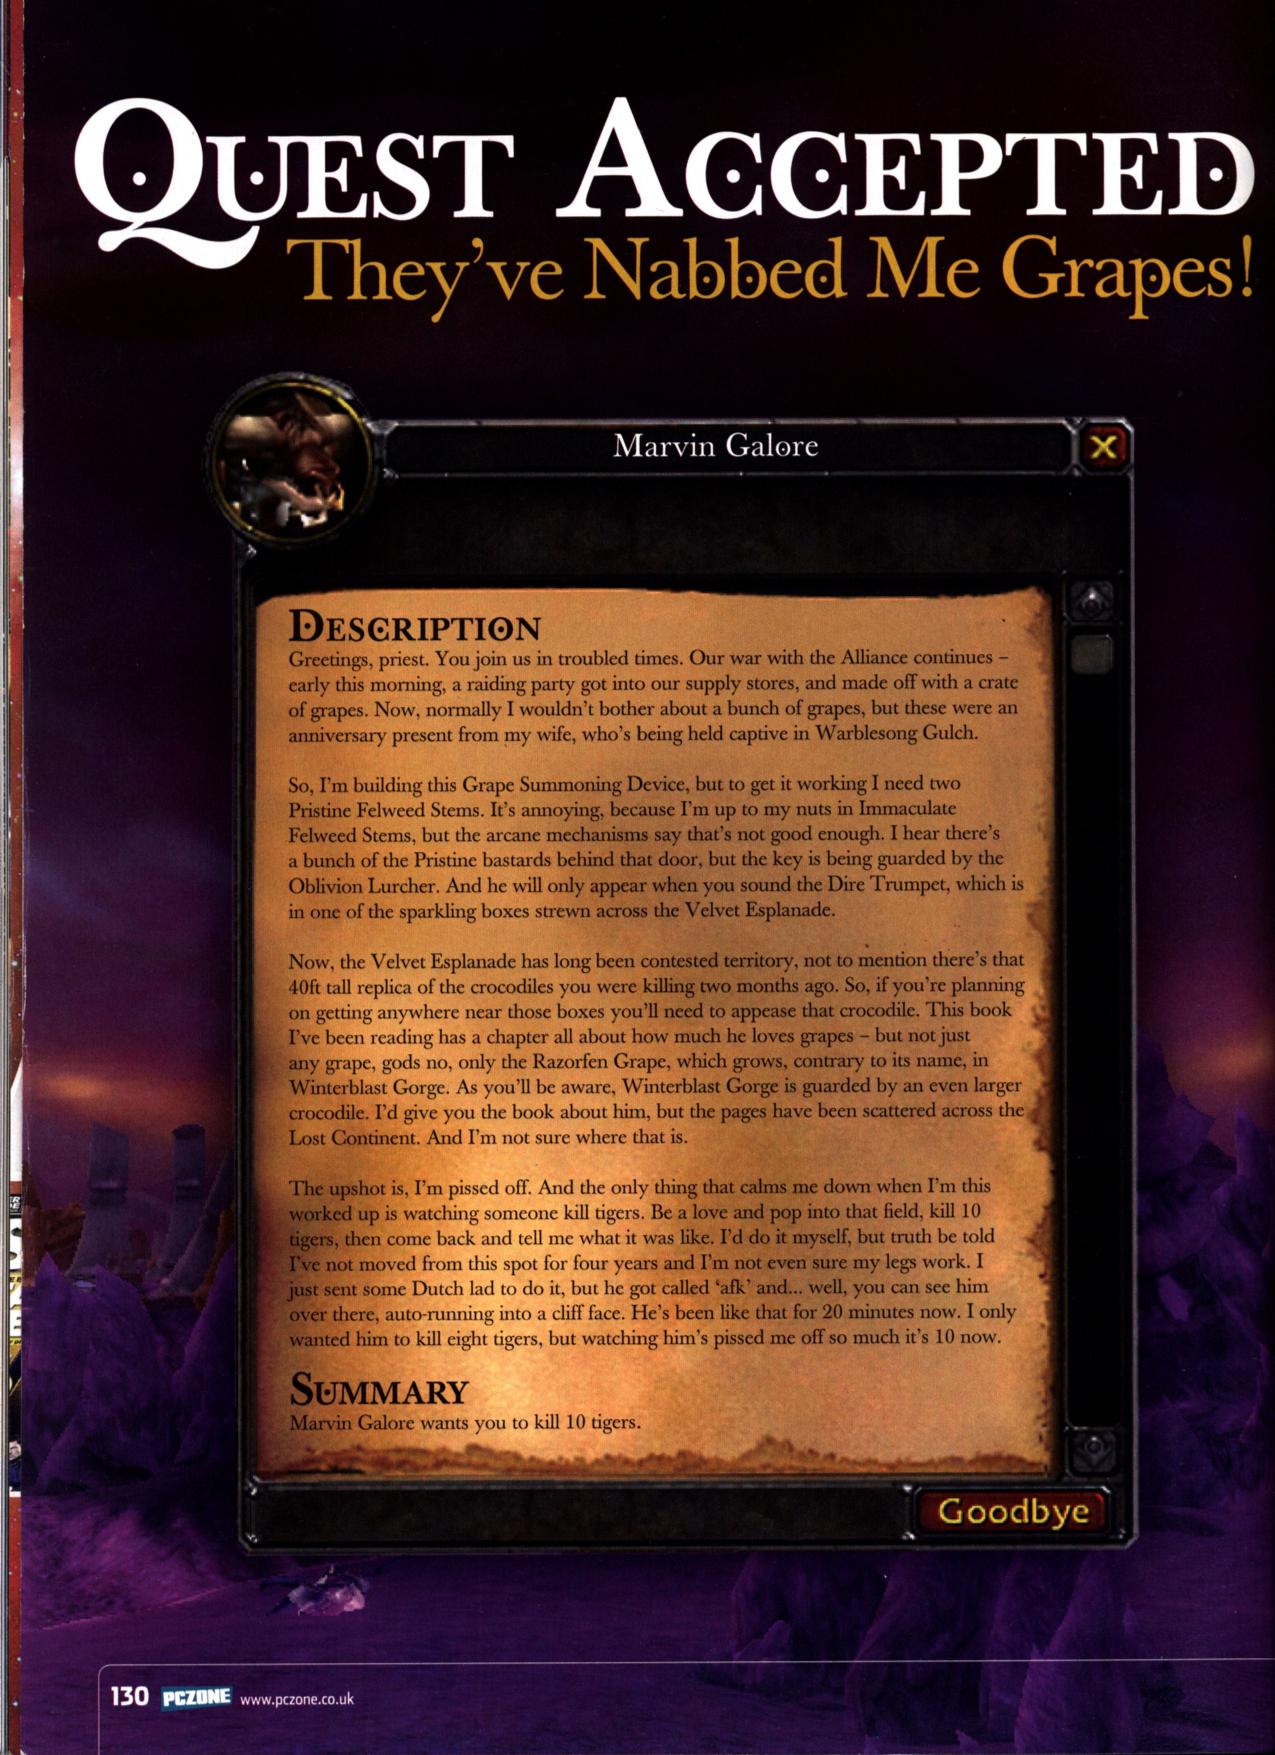 QUEST ACCEPTED
They've Nabbed Me Grapes!
Marvin Galore
X
DESCRIPTION
Greetings, priest. You join us in troubled times. Our war with the Alliance continues –
early this morning, a raiding party got into our supply stores, and made off with a crate
of grapes. Now, normally I wouldn't bother about a bunch of grapes, but these were an
anniversary present from my wife, who's being held captive in Warblesong Gulch.
So, I'm building this Grape Summoning Device, but to get it working I need two
Pristine Felweed Stems. It's annoying, because I'm up to my nuts in Immaculate
Felweed Stems, but the arcane mechanisms say that's not good enough. I hear there's
a bunch of the Pristine bastards behind that door, but the key is being guarded by the
Oblivion Lurcher. And he will only appear when you sound the Dire Trumpet, which is
in one of the sparkling boxes strewn across the Velvet Esplanade.
Now, the Velvet Esplanade has long been contested territory, not to mention there's that
40ft tall replica of the crocodiles you were killing two months ago. So, if you're planning
on getting anywhere near those boxes you'll need to appease that crocodile. This book
I've been reading has a chapter all about how much he loves grapes – but not just
any grape, gods no, only the Razorfen Grape, which grows, contrary to its name, in
Winterblast Gorge. As you'll be aware, Winterblast Gorge is guarded by an even larger
crocodile. I'd give you the book about him, but the pages have been scattered across the
Lost Continent. And I'm not sure where that is.
The upshot is, I'm pissed off. And the only thing that calms me down when I'm this
worked up is watching someone kill tigers. Be a love and pop into that field, kill 10
tigers, then come back and tell me what it was like. I'd do it myself, but truth be told
I've not moved from this spot for four years and I'm not even sure my legs work. I
just sent some Dutch lad to do it, but he got called 'afk' and... well, you can see him
over there, auto-running into a cliff face. He's been like that for 20 minutes now. I only
wanted him to kill eight tigers, but watching him's pissed me off so much it's 10 now.
SUMMARY
Marvin Galore wants you to kill 10 tigers.
Goodbye
130 PCZONE www.pczone.co.uk